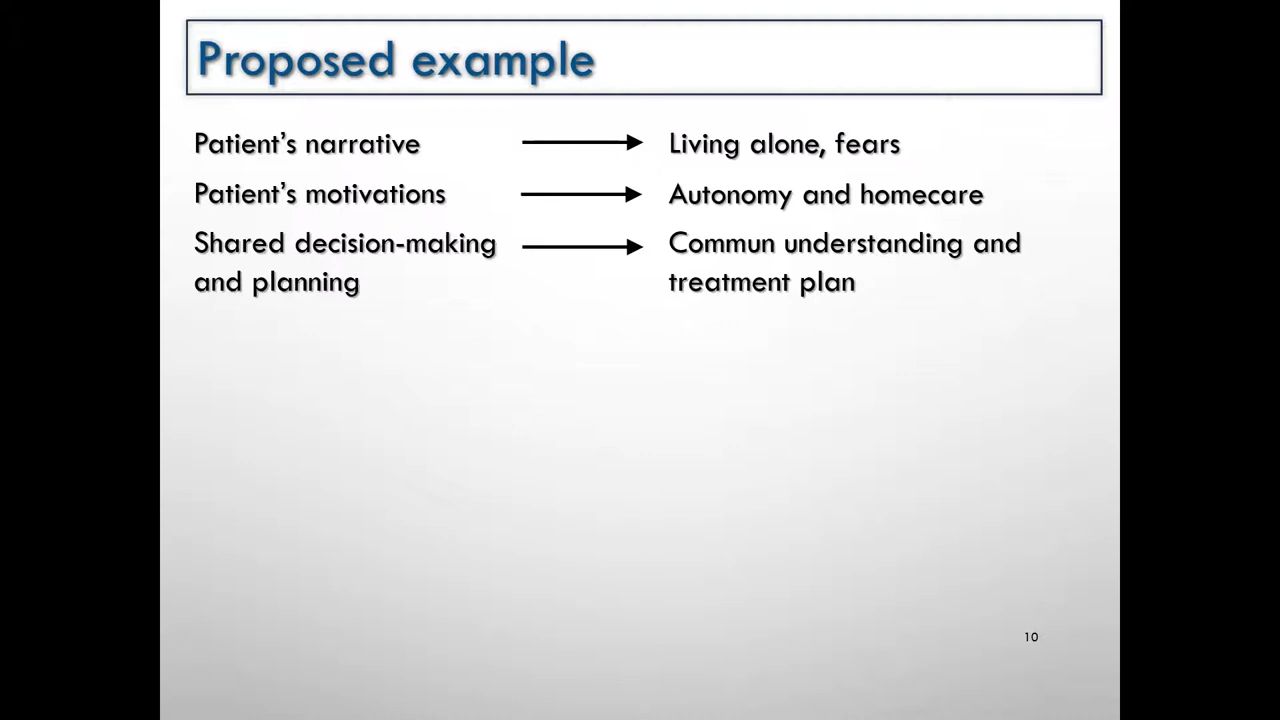 Proposed example
Patient's narrative
Living alone, fears
Patient's motivations
Autonomy and homecare
Shared decision-making
and planning
Commun understanding and
treatment plan
10